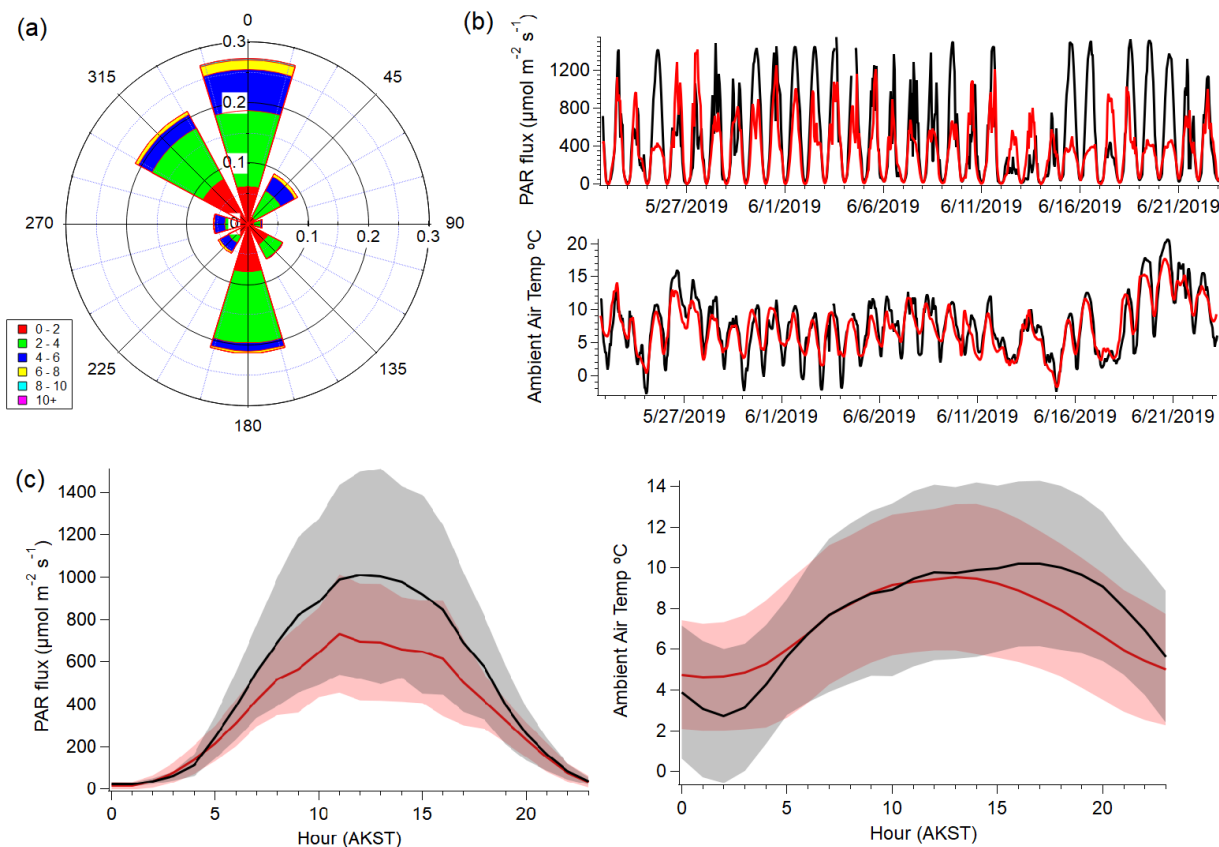 (a)
0
0.3
315
45
0.2
0.1
270
0
0.1
0.2
0.3
90
225
135
180
0 - 2
2 - 4
4 - 6
6 - 8
8 - 10
10+
(b)
PAR flux (µmol m⁻² s⁻¹)
1200
800
400
0
5/27/2019 6/1/2019 6/6/2019 6/11/2019 6/16/2019 6/21/2019
Ambient Air Temp ºC
20
15
10
5
0
5/27/2019 6/1/2019 6/6/2019 6/11/2019 6/16/2019 6/21/2019
(c)
PAR flux (µmol m⁻² s⁻¹)
1400
1200
1000
800
600
400
200
0
0 5 10 15 20
Hour (AKST)
Ambient Air Temp ºC
14
12
10
8
6
4
2
0
0 5 10 15 20
Hour (AKST)